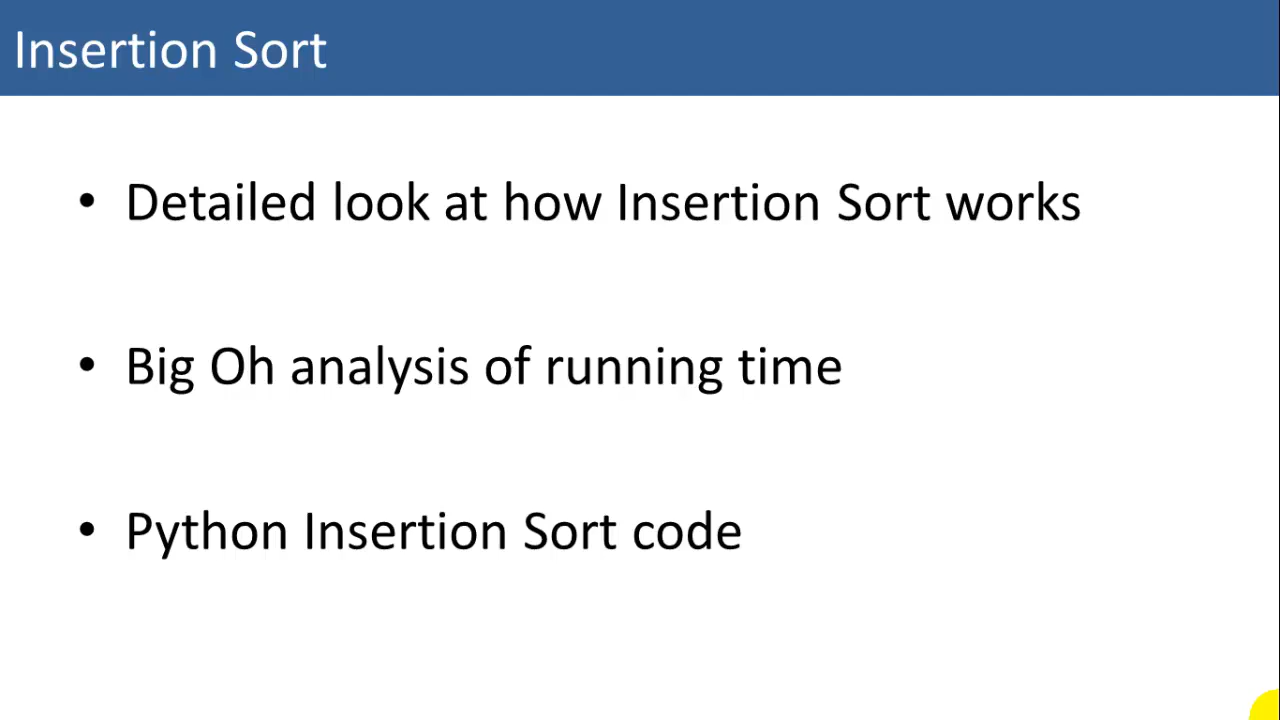 Insertion Sort
• Detailed look at how Insertion Sort works
• Big Oh analysis of running time
• Python Insertion Sort code